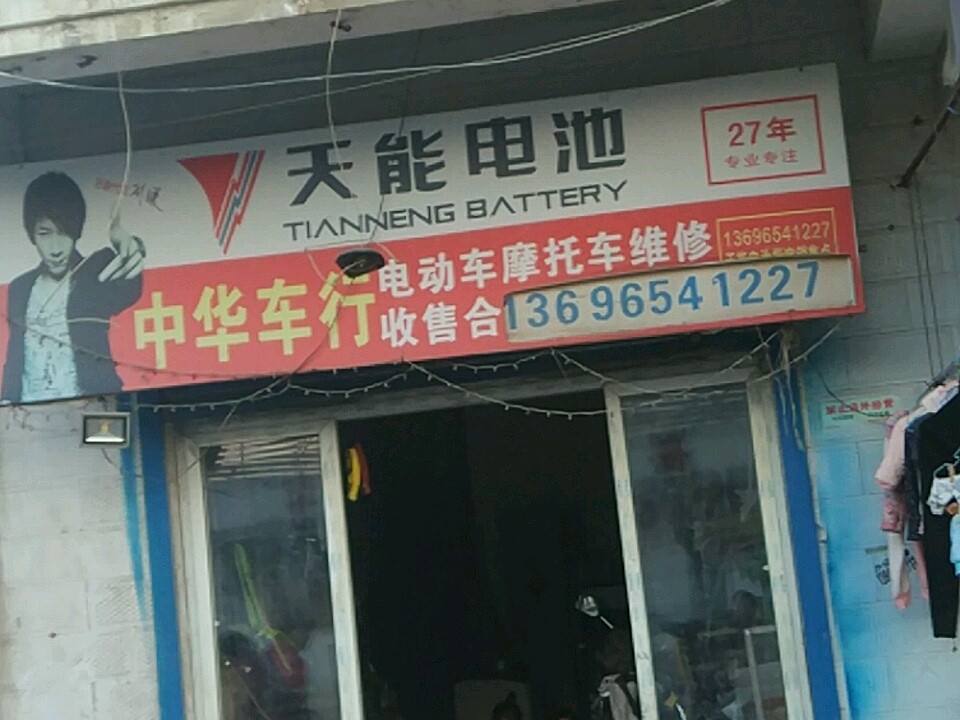 天能电池
TIANNENG BATTERY
27年
专业专注
中华车行
电动车摩托车维修
收售合
13696541227
13696541227